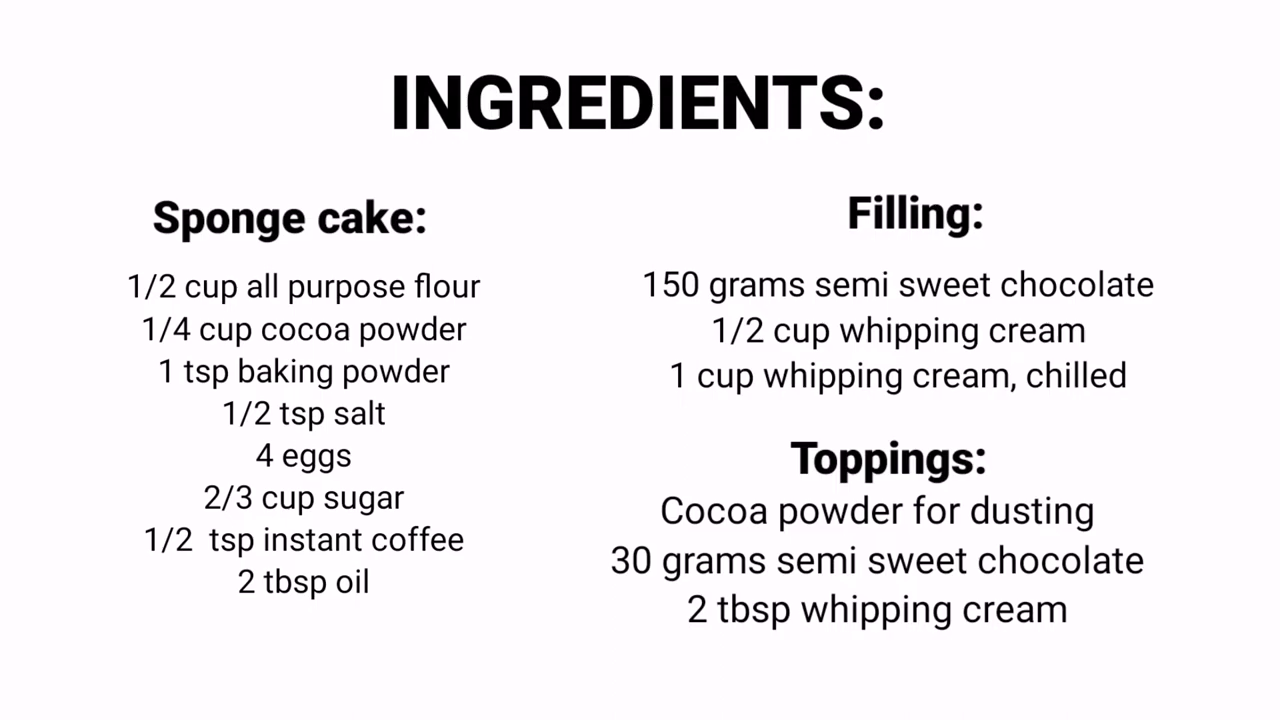 INGREDIENTS:
Sponge cake:
1/2 cup all purpose flour
1/4 cup cocoa powder
1 tsp baking powder
1/2 tsp salt
4 eggs
2/3 cup sugar
1/2 tsp instant coffee
2 tbsp oil
Filling:
150 grams semi sweet chocolate
1/2 cup whipping cream
1 cup whipping cream, chilled
Toppings:
Cocoa powder for dusting
30 grams semi sweet chocolate
2 tbsp whipping cream